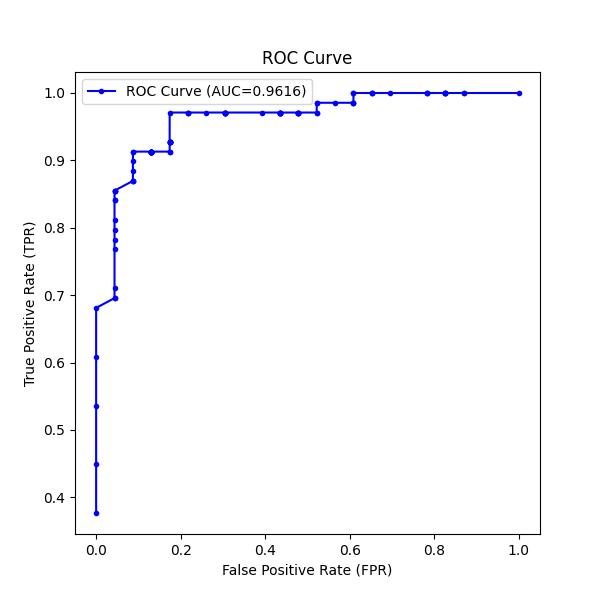 ROC Curve
ROC Curve (AUC=0.9616)
1.0
0.9
0.8
0.7
0.6
0.5
0.4
True Positive Rate (TPR)
0.0 0.2 0.4 0.6 0.8 1.0
False Positive Rate (FPR)